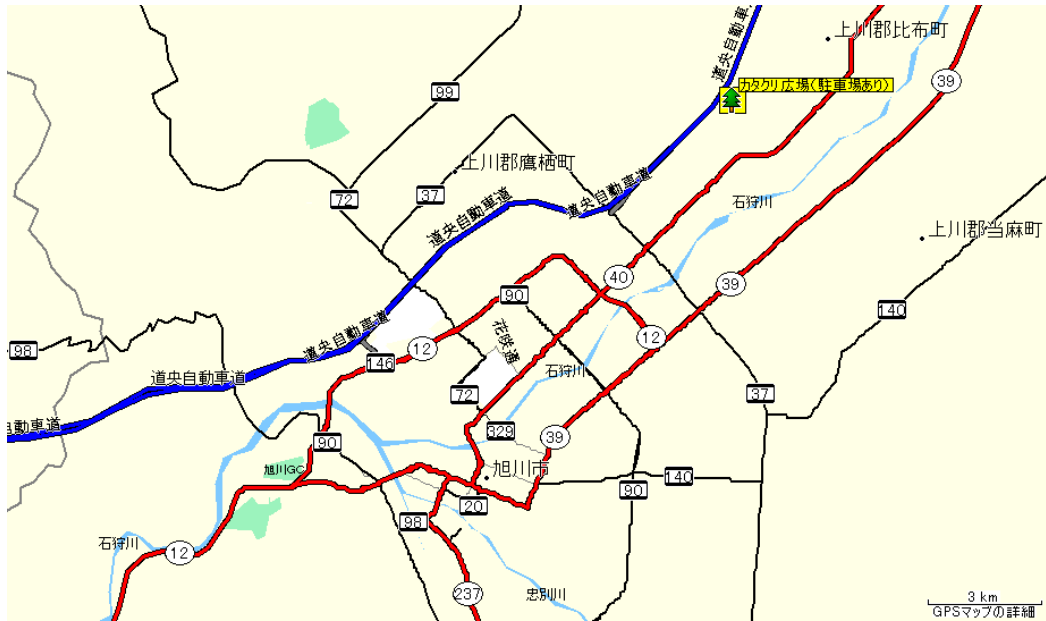 道央自動車道
上川郡比布町
39
カタクリ広場(駐車場あり)
99
上川郡鷹栖町
37
72
道央自動車道
道央自動車道
石狩川
上川郡当麻町
40
39
90
140
花咲通
12
12
道央自動車道
98
146
石狩川
道央自動車道
72
37
自動車道
329
39
90
旭川GC
旭川市
140
90
20
98
石狩川
12
237
忠別川
3 km
GPSマップの詳細